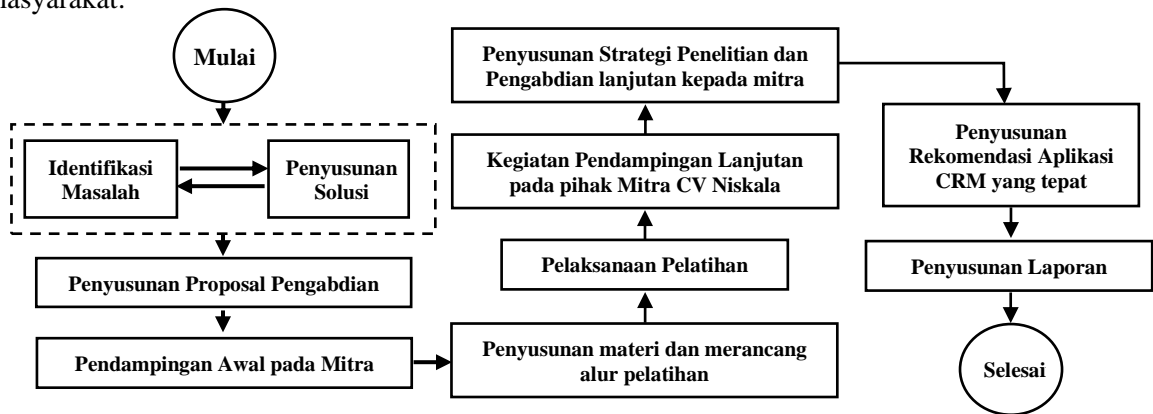 masyarakat.
Mulai
Identifikasi
Masalah
Penyusunan
Solusi
Penyusunan Proposal Pengabdian
Pendampingan Awal pada Mitra
Penyusunan materi dan merancang
alur pelatihan
Pelaksanaan Pelatihan
Kegiatan Pendampingan Lanjutan
pada pihak Mitra CV Niskala
Penyusunan Strategi Penelitian dan
Pengabdian lanjutan kepada mitra
Penyusunan
Rekomendasi Aplikasi
CRM yang tepat
Penyusunan Laporan
Selesai